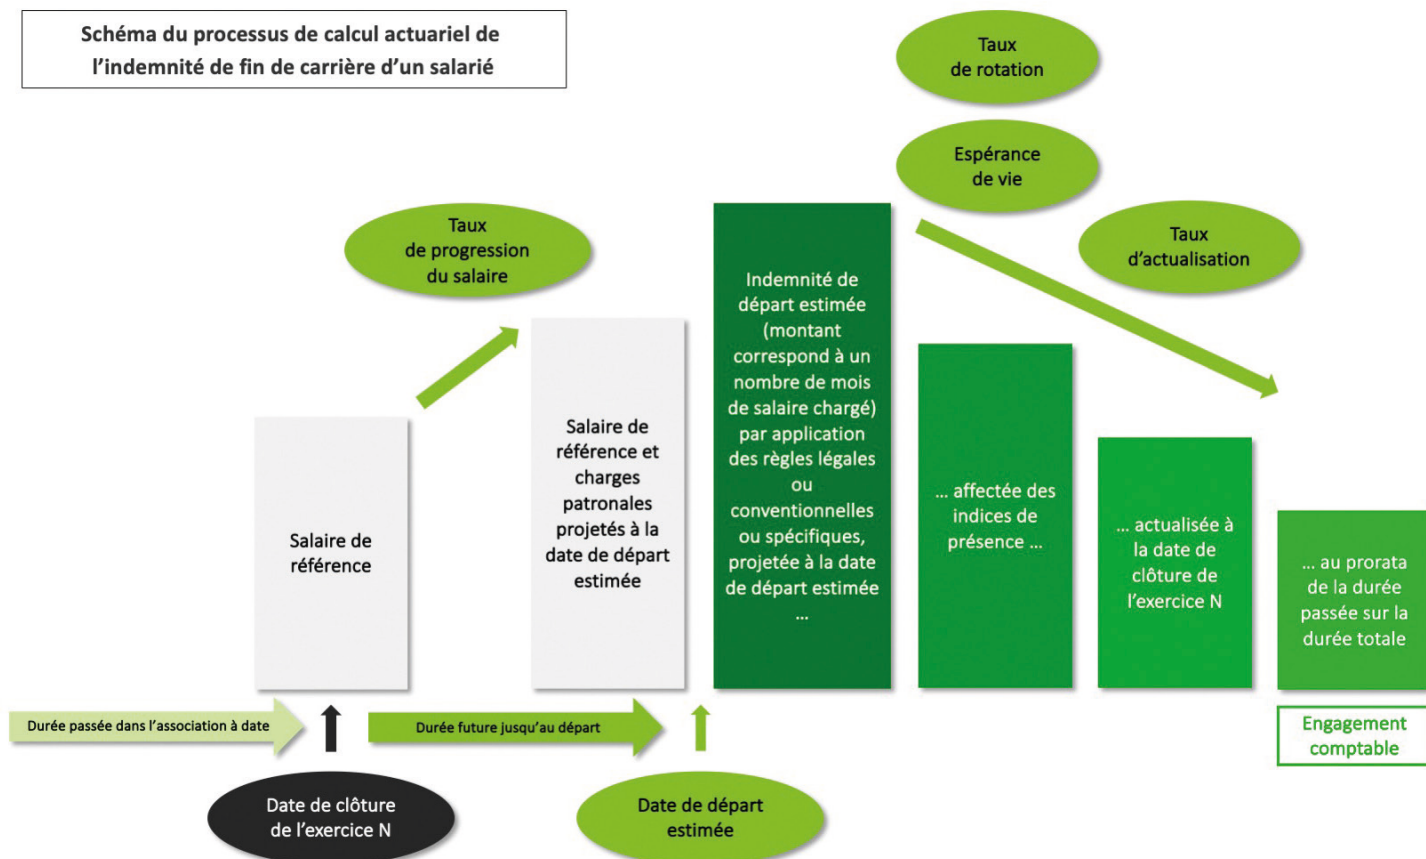 Schéma du processus de calcul actuariel de
l’indemnité de fin de carrière d’un salarié
Taux
de rotation
Espérance
de vie
Taux
d’actualisation
Taux
de progression
du salaire
Salaire de
référence
Salaire de
référence et
charges
patronales
projetés à la
date de départ
estimée
Indemnité de
départ estimée
(montant
correspond à un
nombre de mois
de salaire chargé)
par application
des règles légales
ou
conventionnelles
ou spécifiques,
projetée à la date
de départ estimée
...
... affectée des
indices de
présence ...
... actualisée à
la date de
clôture de
l’exercice N
... au prorata
de la durée
passée sur la
durée totale
Durée passée dans l’association à date
Durée future jusqu’au départ
Engagement
comptable
Date de clôture
de l’exercice N
Date de départ
estimée